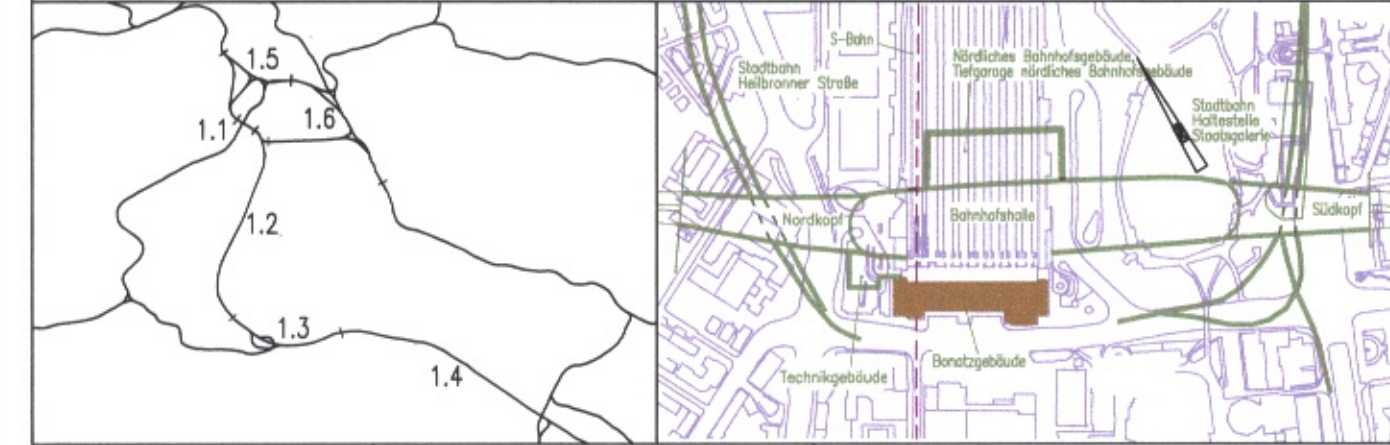 1.5
1.6
1.1
1.2
1.3
1.4
S-Bahn
Nördliches Bahnhofsgebäude,
Tiefgarage nördliches Bahnhofsgebäude
Stadtbahn
Heilbronner Straße
Stadtbahn
Haltestelle
Staatsgalerie
Nordkopf
Bahnhofshalle
Südkopf
Technikgebäude
Bonatzgebäude